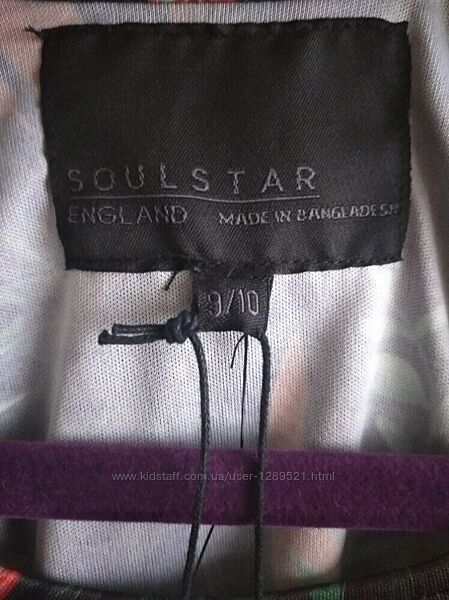 SOULSTAR
ENGLAND MADE IN BANGLADESH
9/10
www.kidstaff.com.ua/user-1289521.html